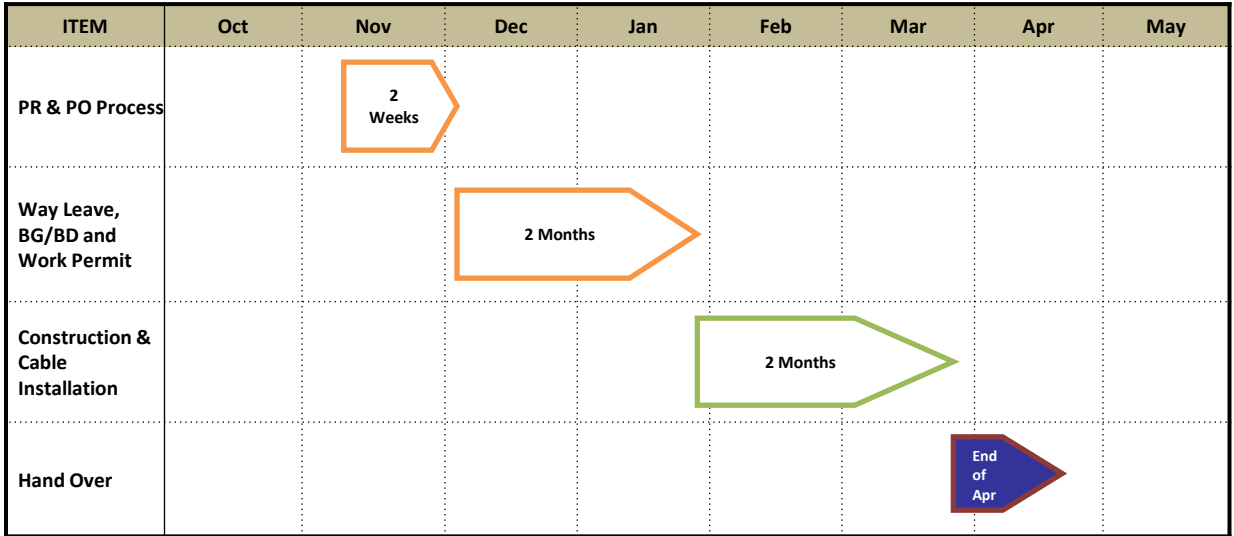 ITEM Oct Nov Dec Jan Feb Mar Apr May
PR & PO Process
2
Weeks
Way Leave,
BG/BD and
Work Permit
2 Months
Construction &
Cable
Installation
2 Months
Hand Over
End
of
Apr